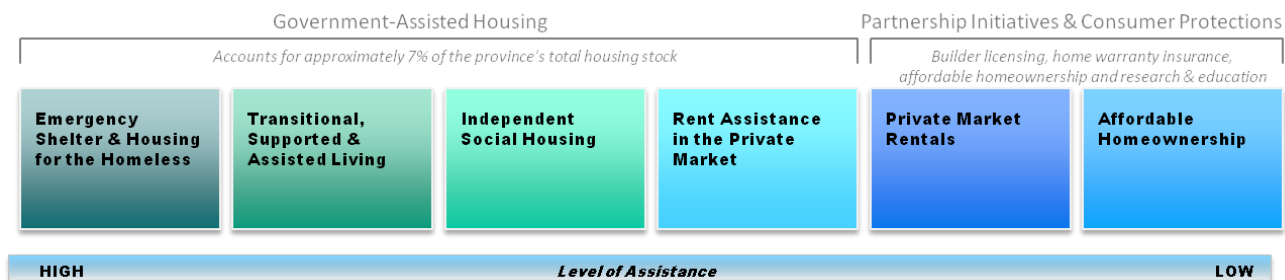 Government-Assisted Housing
Partnership Initiatives & Consumer Protections
Accounts for approximately 7% of the province's total housing stock
Builder licensing, home warranty insurance,
affordable homeownership and research & education
Emergency
Shelter & Housing
for the Homeless
Transitional,
Supported &
Assisted Living
Independent
Social Housing
Rent Assistance
in the Private
Market
Private Market
Rentals
Affordable
Homeownership
HIGH
Level of Assistance
LOW